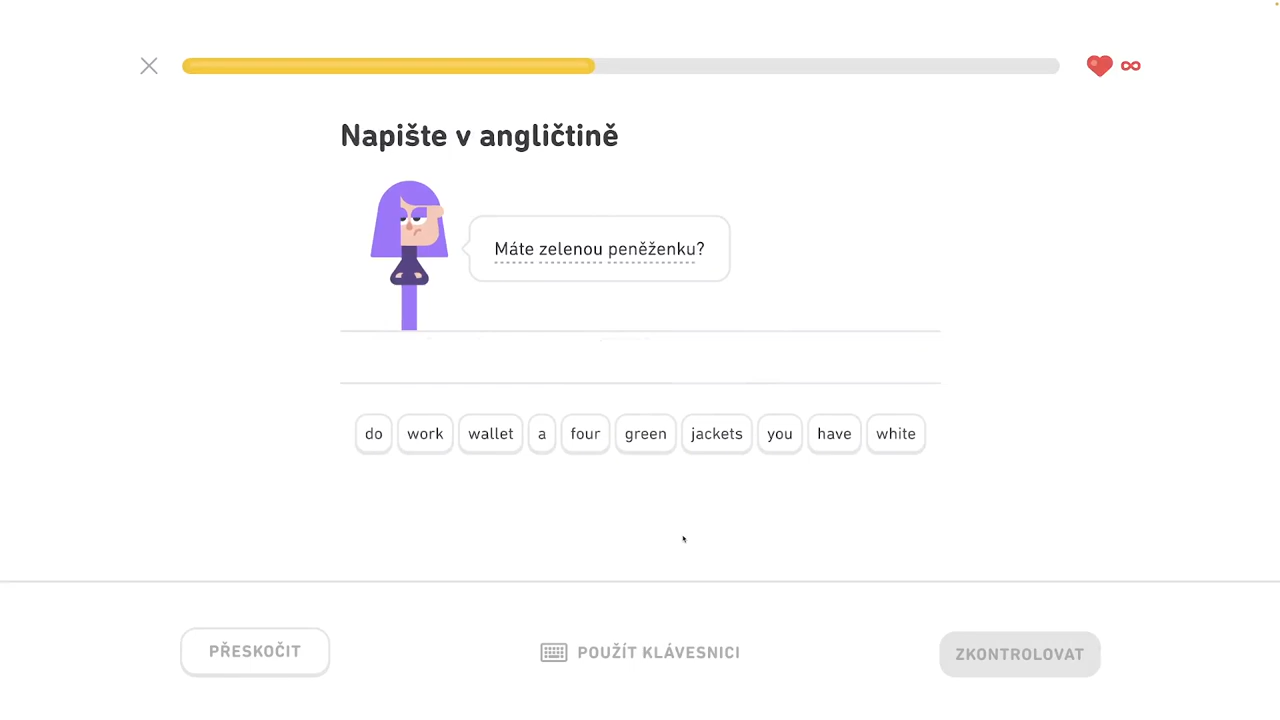 ∞
Napište v angličtině
Máte zelenou peněženku?
do work wallet a four green jackets you have white
PŘESKOČIT
POUŽÍT KLÁVESNICI
ZKONTROLOVAT